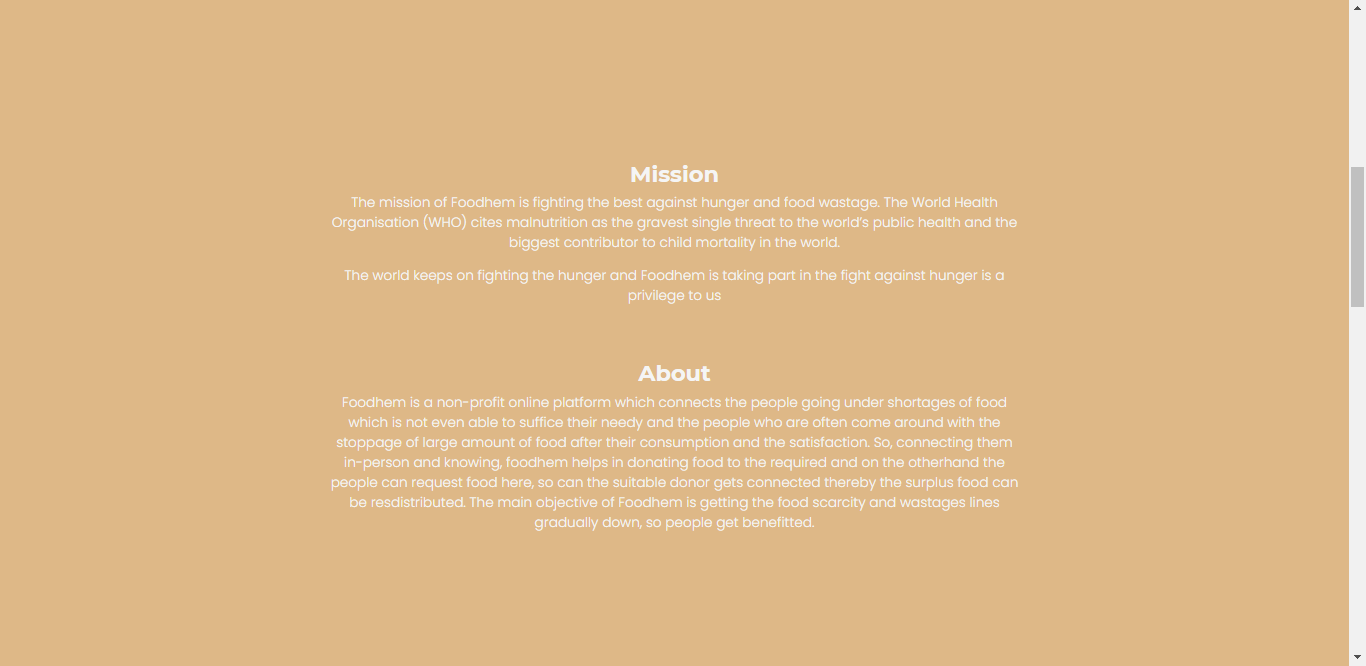 Mission
The mission of Foodhem is fighting the best against hunger and food wastage. The World Health
Organisation (WHO) cites malnutrition as the gravest single threat to the world's public health and the
biggest contributor to child mortality in the world.
The world keeps on fighting the hunger and Foodhem is taking part in the fight against hunger is a
privilege to us
About
Foodhem is a non-profit online platform which connects the people going under shortages of food
which is not even able to suffice their needy and the people who are often come around with the
stoppage of large amount of food after their consumption and the satisfaction. So, connecting them
in-person and knowing, foodhem helps in donating food to the required and on the otherhand the
people can request food here, so can the suitable donor gets connected thereby the surplus food can
be resdistributed. The main objective of Foodhem is getting the food scarcity and wastages lines
gradually down, so people get benefitted.